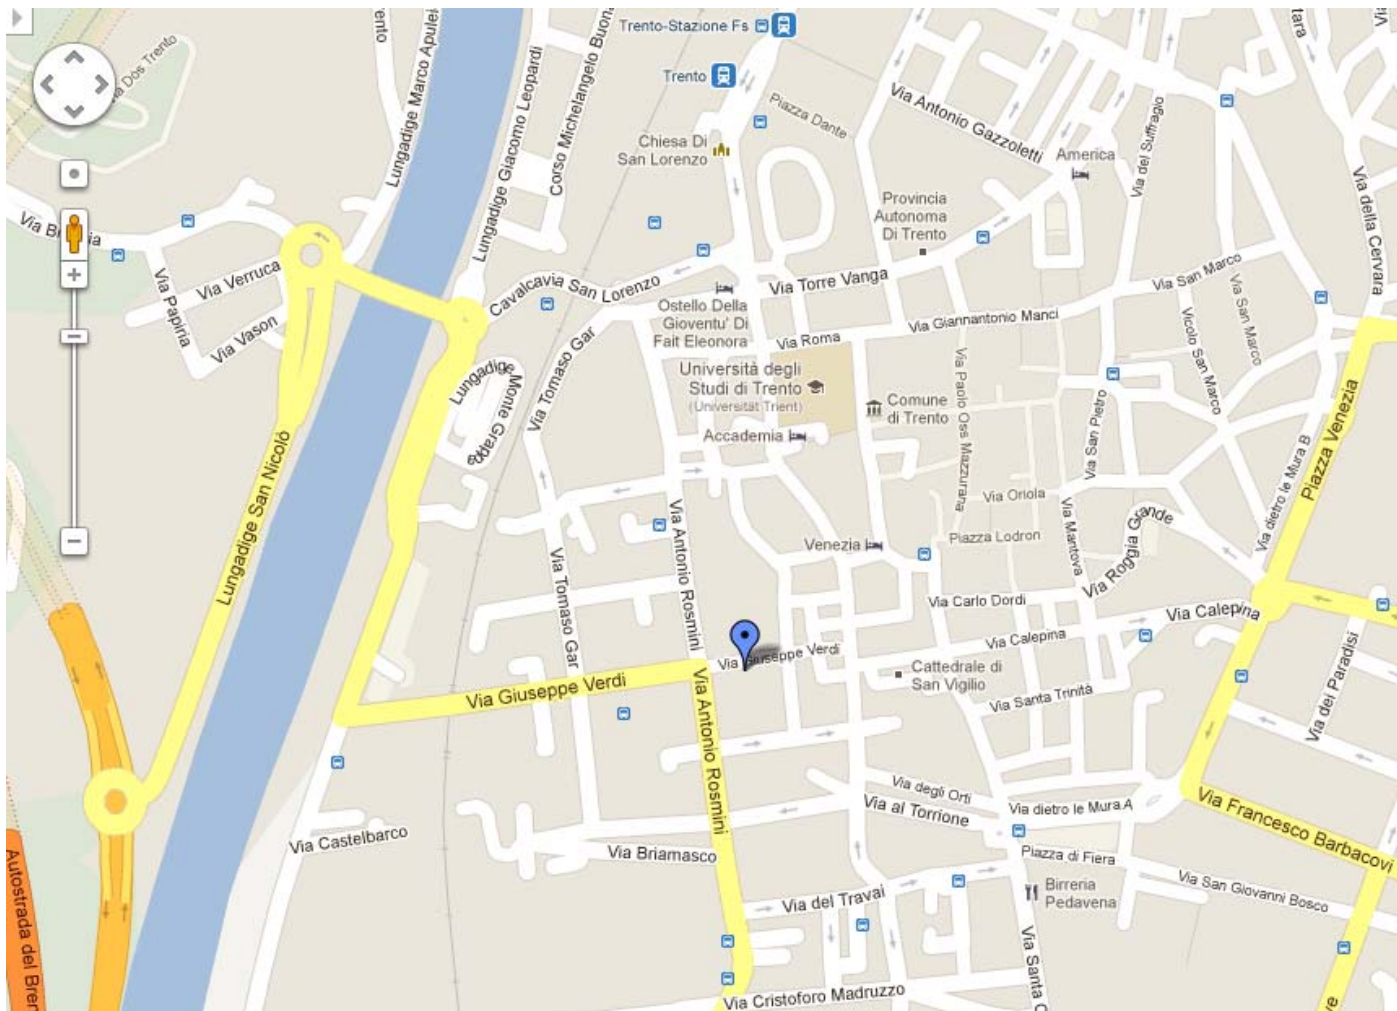 Trento-Stazione Fs
Trento
Piazza Dante
Chiesa Di
San Lorenzo
Via Antonio Gazzoletti
America
Via del Suffragio
Via della Cervara
Provincia
Autonoma
Di Trento
Lungadige Marco Apulei
Lungadige Giacomo Leopardi
Corso Michelangelo Buon
Via Verruca
Via Papiria
Via Vason
Cavalcavia San Lorenzo
Via Torre Vanga
Via San Marco
Via San Marco
Vicolo San Marco
Ostello Della
Gioventu' Di
Fait Eleonora
Via Roma
Via Giannantonio Manci
Via Paolo Oss Mazzurana
Via Tomaso Gar
Lungadige Monte Grappa
Università degli
Studi di Trento
(Universität Trient)
Comune
di Trento
Accademia
Via San Pietro
Piazza Venezia
Via dietro le Mura B
Lungadige San Nicolò
Via Antonio Rosmini
Via Oriola
Piazza Lodron
Via Mantova
Via Roggia Grande
Venezia
Via Tomaso Gar
Via Carlo Dordi
Via Calepina
Via Calepina
Via Giuseppe Verdi
Via Giuseppe Verdi
Cattedrale di
San Vigilio
Via Santa Trinità
Via dei Paradisi
Via Antonio Rosmini
Via degli Orti
Via al Torrione
Via dietro le Mura A
Via Francesco Barbacovi
Via Castelbarco
Via Briamasco
Piazza di Fiera
Via San Giovanni Bosco
Birreria
Pedavena
Via del Travai
Autostrada del Bren
Via Santa C
Via Cristoforo Madruzzo